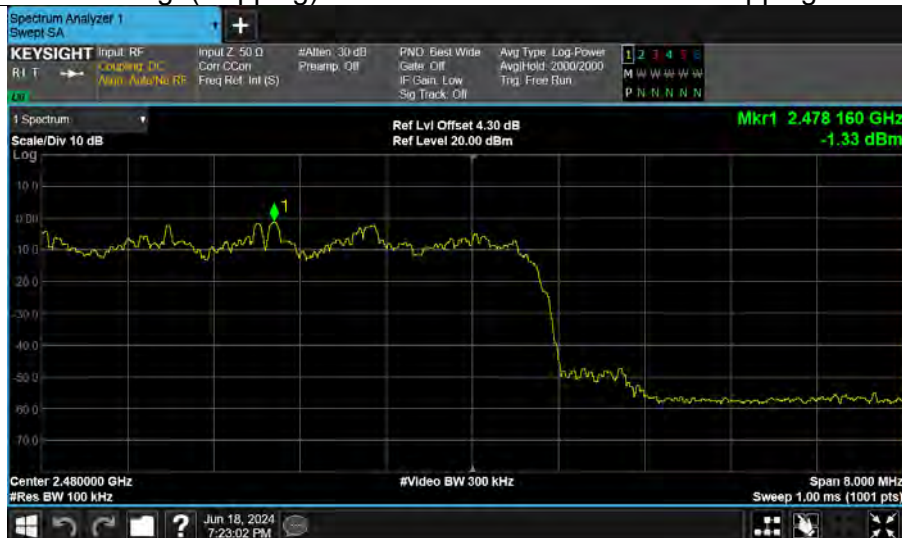 Spectrum Analyzer 1
Swept SA
KEYSIGHT Input: RF
Coupling: DC
Align: Auto/No RF
Input Z: 50 Ω
Corr CCorr
Freq Ref: Int (S)
#Atten: 30 dB
Preamp: Off
PNO: Best Wide
Gate: Off
IF Gain: Low
Sig Track: Off
Avg Type: Log-Power
Avg|Hold: 2000/2000
Trig: Free Run
1 2 3 4 5 6
M W W W W W
P N N N N N
1 Spectrum
Scale/Div 10 dB
Log
Ref Lvl Offset 4.30 dB
Ref Level 20.00 dBm
Mkr1 2.478 160 GHz
-1.33 dBm
10.0
0.00
-10.0
-20.0
-30.0
-40.0
-50.0
-60.0
-70.0
1
Center 2.480000 GHz
#Res BW 100 kHz
#Video BW 300 kHz
Span 8.000 MHz
Sweep 1.00 ms (1001 pts)
Jun 18, 2024
7:23:02 PM